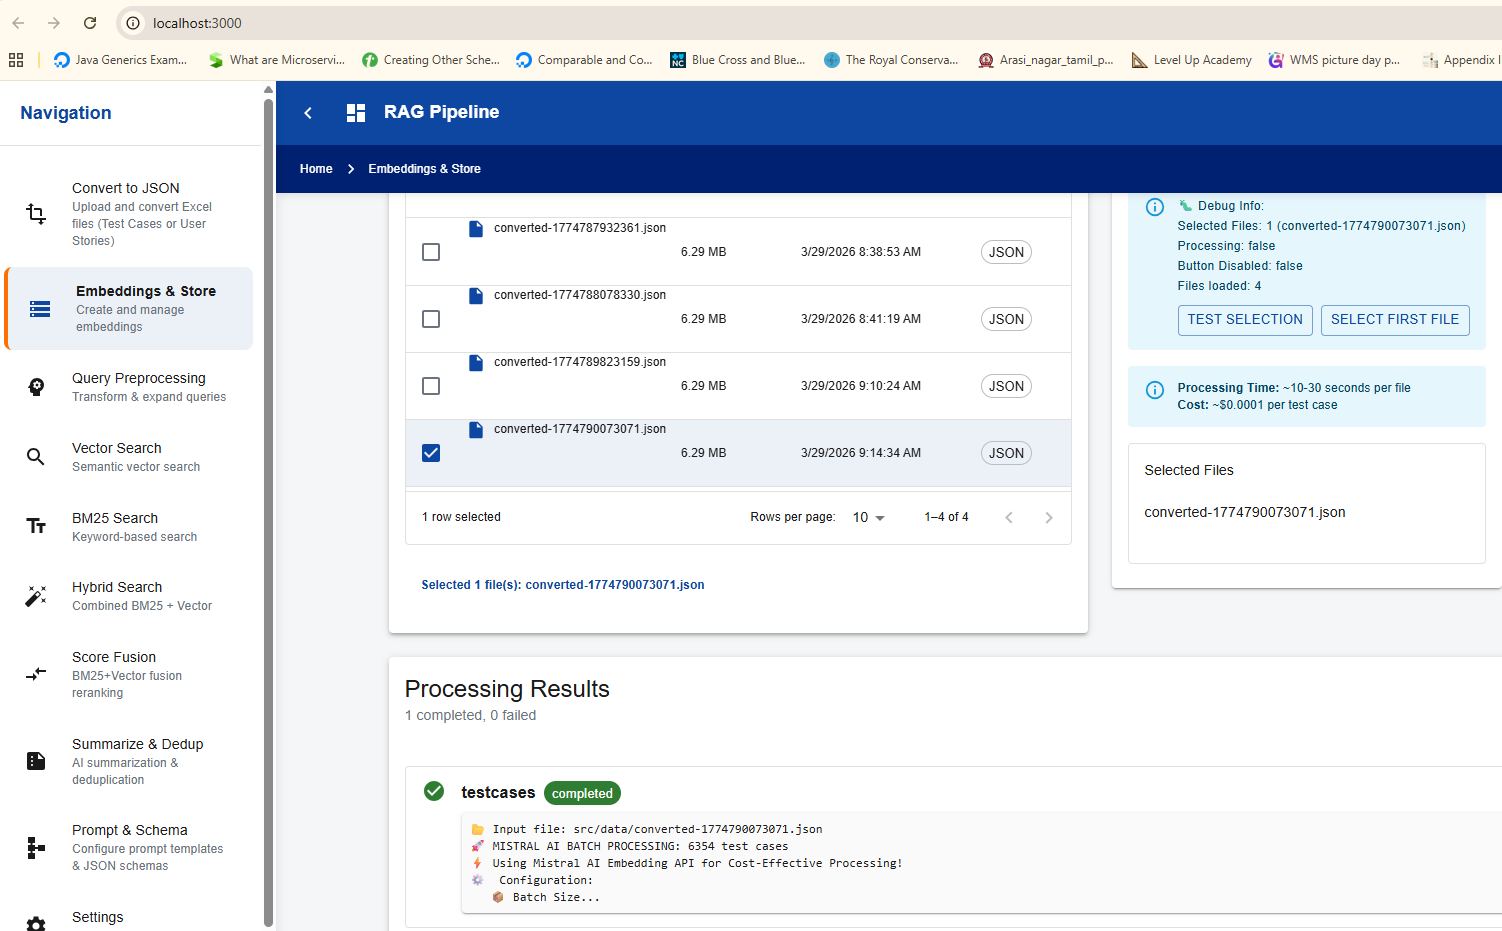 localhost:3000
Java Generics Exam...
What are Microservi...
Creating Other Sche...
Comparable and Co...
NC
Blue Cross and Blue...
The Royal Conserva...
Arasi_nagar_tamil_p...
Level Up Academy
WMS picture day p...
Appendix I
Navigation
Convert to JSON
Upload and convert Excel
files (Test Cases or User
Stories)
Embeddings & Store
Create and manage
embeddings
Query Preprocessing
Transform & expand queries
Vector Search
Semantic vector search
BM25 Search
Keyword-based search
Hybrid Search
Combined BM25 + Vector
Score Fusion
BM25+Vector fusion
reranking
Summarize & Dedup
AI summarization &
deduplication
Prompt & Schema
Configure prompt templates
& JSON schemas
Settings
RAG Pipeline
Home
Embeddings & Store
converted-1774787932361.json
6.29 MB 3/29/2026 8:38:53 AM JSON
converted-1774788078330.json
6.29 MB 3/29/2026 8:41:19 AM JSON
converted-1774789823159.json
6.29 MB 3/29/2026 9:10:24 AM JSON
converted-1774790073071.json
6.29 MB 3/29/2026 9:14:34 AM JSON
1 row selected
Rows per page: 10
1–4 of 4
Selected 1 file(s): converted-1774790073071.json
Debug Info:
Selected Files: 1 (converted-1774790073071.json)
Processing: false
Button Disabled: false
Files loaded: 4
TEST SELECTION
SELECT FIRST FILE
Processing Time: ~10-30 seconds per file
Cost: ~$0.0001 per test case
Selected Files
converted-1774790073071.json
Processing Results
1 completed, 0 failed
testcases completed
Input file: src/data/converted-1774790073071.json
MISTRAL AI BATCH PROCESSING: 6354 test cases
Using Mistral AI Embedding API for Cost-Effective Processing!
Configuration:
Batch Size...